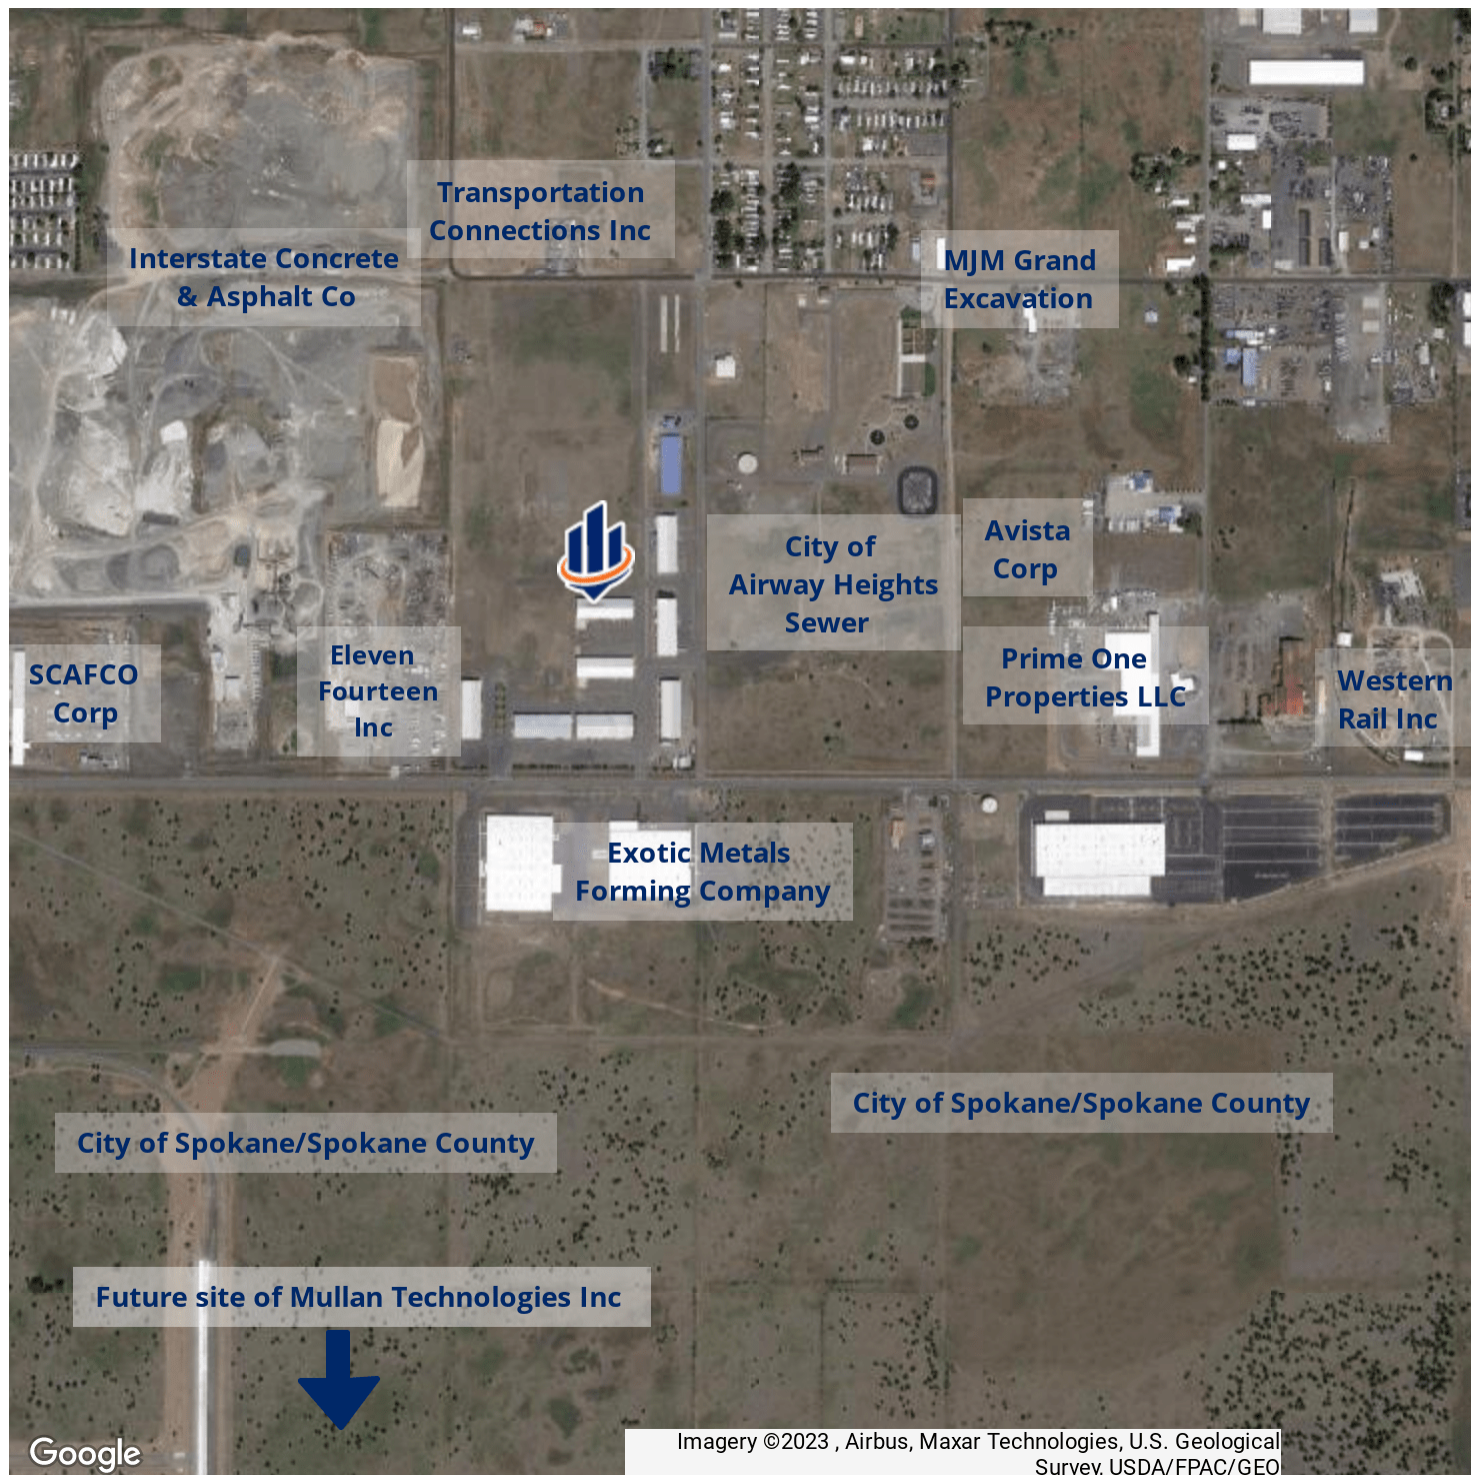 Transportation
Connections Inc
Interstate Concrete
& Asphalt Co
MJM Grand
Excavation
City of
Airway Heights
Sewer
Avista
Corp
SCAFCO
Corp
Eleven
Fourteen
Inc
Prime One
Properties LLC
Western
Rail Inc
Exotic Metals
Forming Company
City of Spokane/Spokane County
City of Spokane/Spokane County
Future site of Mullan Technologies Inc
Google
Imagery ©2023 , Airbus, Maxar Technologies, U.S. Geological
Survey, USDA/FPAC/GEO